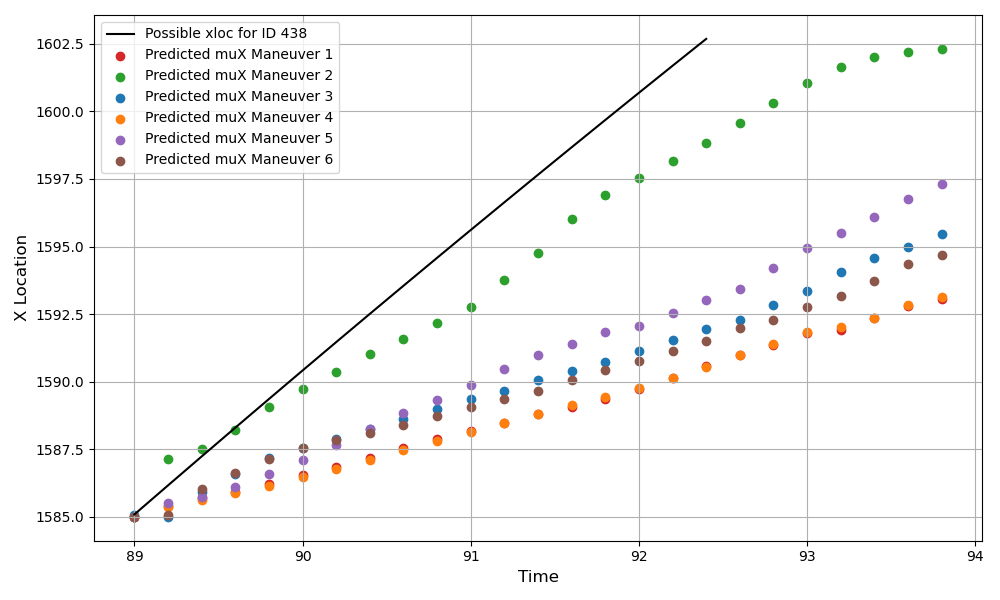 Possible xloc for ID 438
Predicted muX Maneuver 1
Predicted muX Maneuver 2
Predicted muX Maneuver 3
Predicted muX Maneuver 4
Predicted muX Maneuver 5
Predicted muX Maneuver 6
1602.5
1600.0
1597.5
1595.0
1592.5
1590.0
1587.5
1585.0
X Location
89 90 91 92 93 94
Time